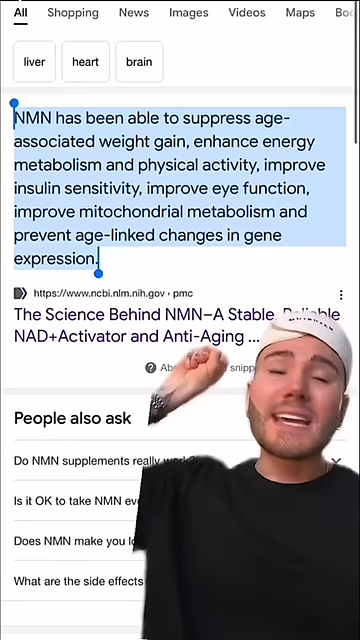 All Shopping News Images Videos Maps
liver heart brain
NMN has been able to suppress age-
associated weight gain, enhance energy
metabolism and physical activity, improve
insulin sensitivity, improve eye function,
improve mitochondrial metabolism and
prevent age-linked changes in gene
expression.
https://www.ncbi.nlm.nih.gov › pmc
The Science Behind NMN–A Stable, Reliable
NAD+Activator and Anti-Aging ...
People also ask
Do NMN supplements really work?
Is it OK to take NMN
Does NMN make you
What are the side effects